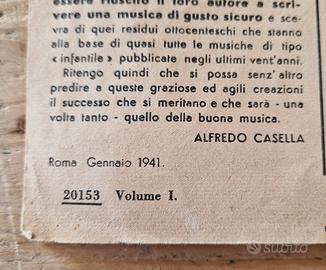 essere riuscito il loro autore a scri-
vere una musica di gusto sicuro e sce-
vra di quei residui ottocenteschi che stanno
alla base di quasi tutte le musiche di tipo
« infantile » pubblicate negli ultimi vent'anni.
Ritengo quindi che si possa senz'altro
predire a queste graziose ed agili creazioni
il successo che si meritano e che sarà - una
volta tanto - quello della buona musica.
ALFREDO CASELLA
Roma Gennaio 1941.
20153 Volume I.
subito